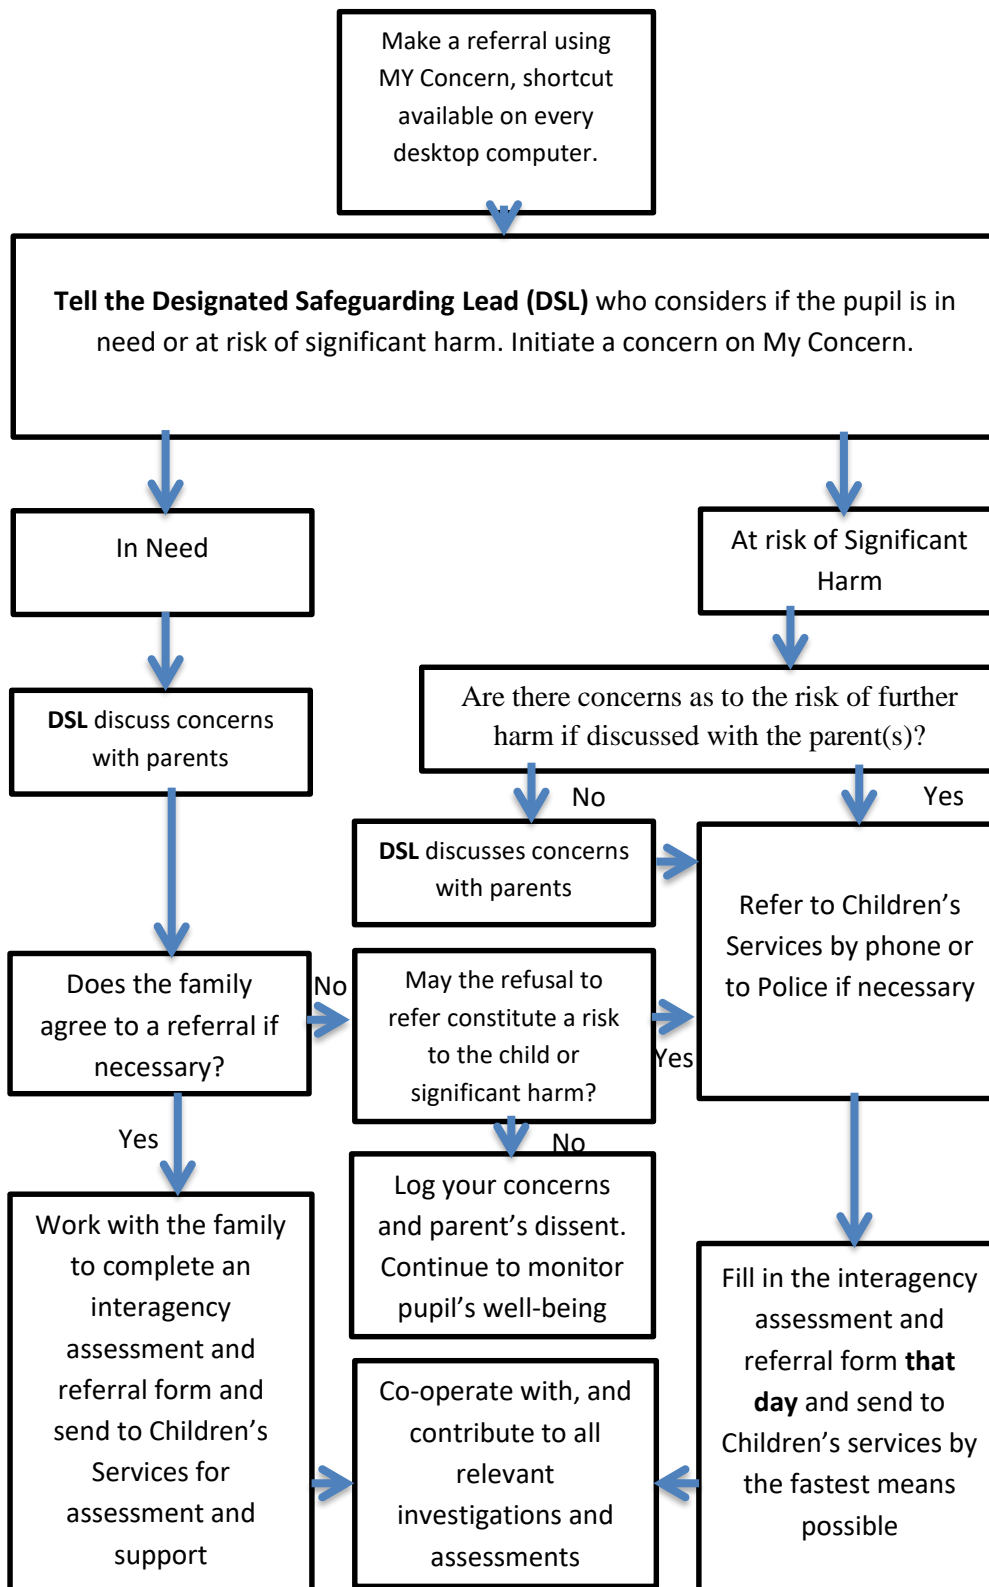 Make a referral using
MY Concern, shortcut
available on every
desktop computer.
Tell the Designated Safeguarding Lead (DSL) who considers if the pupil is in
need or at risk of significant harm. Initiate a concern on My Concern.
In Need
At risk of Significant
Harm
DSL discuss concerns
with parents
Are there concerns as to the risk of further
harm if discussed with the parent(s)?
No
Yes
DSL discusses concerns
with parents
Refer to Children’s
Services by phone or
to Police if necessary
Does the family
agree to a referral if
necessary?
No
May the refusal to
refer constitute a risk
to the child or
significant harm?
Yes
Yes
No
Log your concerns
and parent’s dissent.
Continue to monitor
pupil’s well-being
Work with the family
to complete an
interagency
assessment and
referral form and
send to Children’s
Services for
assessment and
support
Fill in the interagency
assessment and
referral form that
day and send to
Children’s services by
the fastest means
possible
Co-operate with, and
contribute to all
relevant
investigations and
assessments